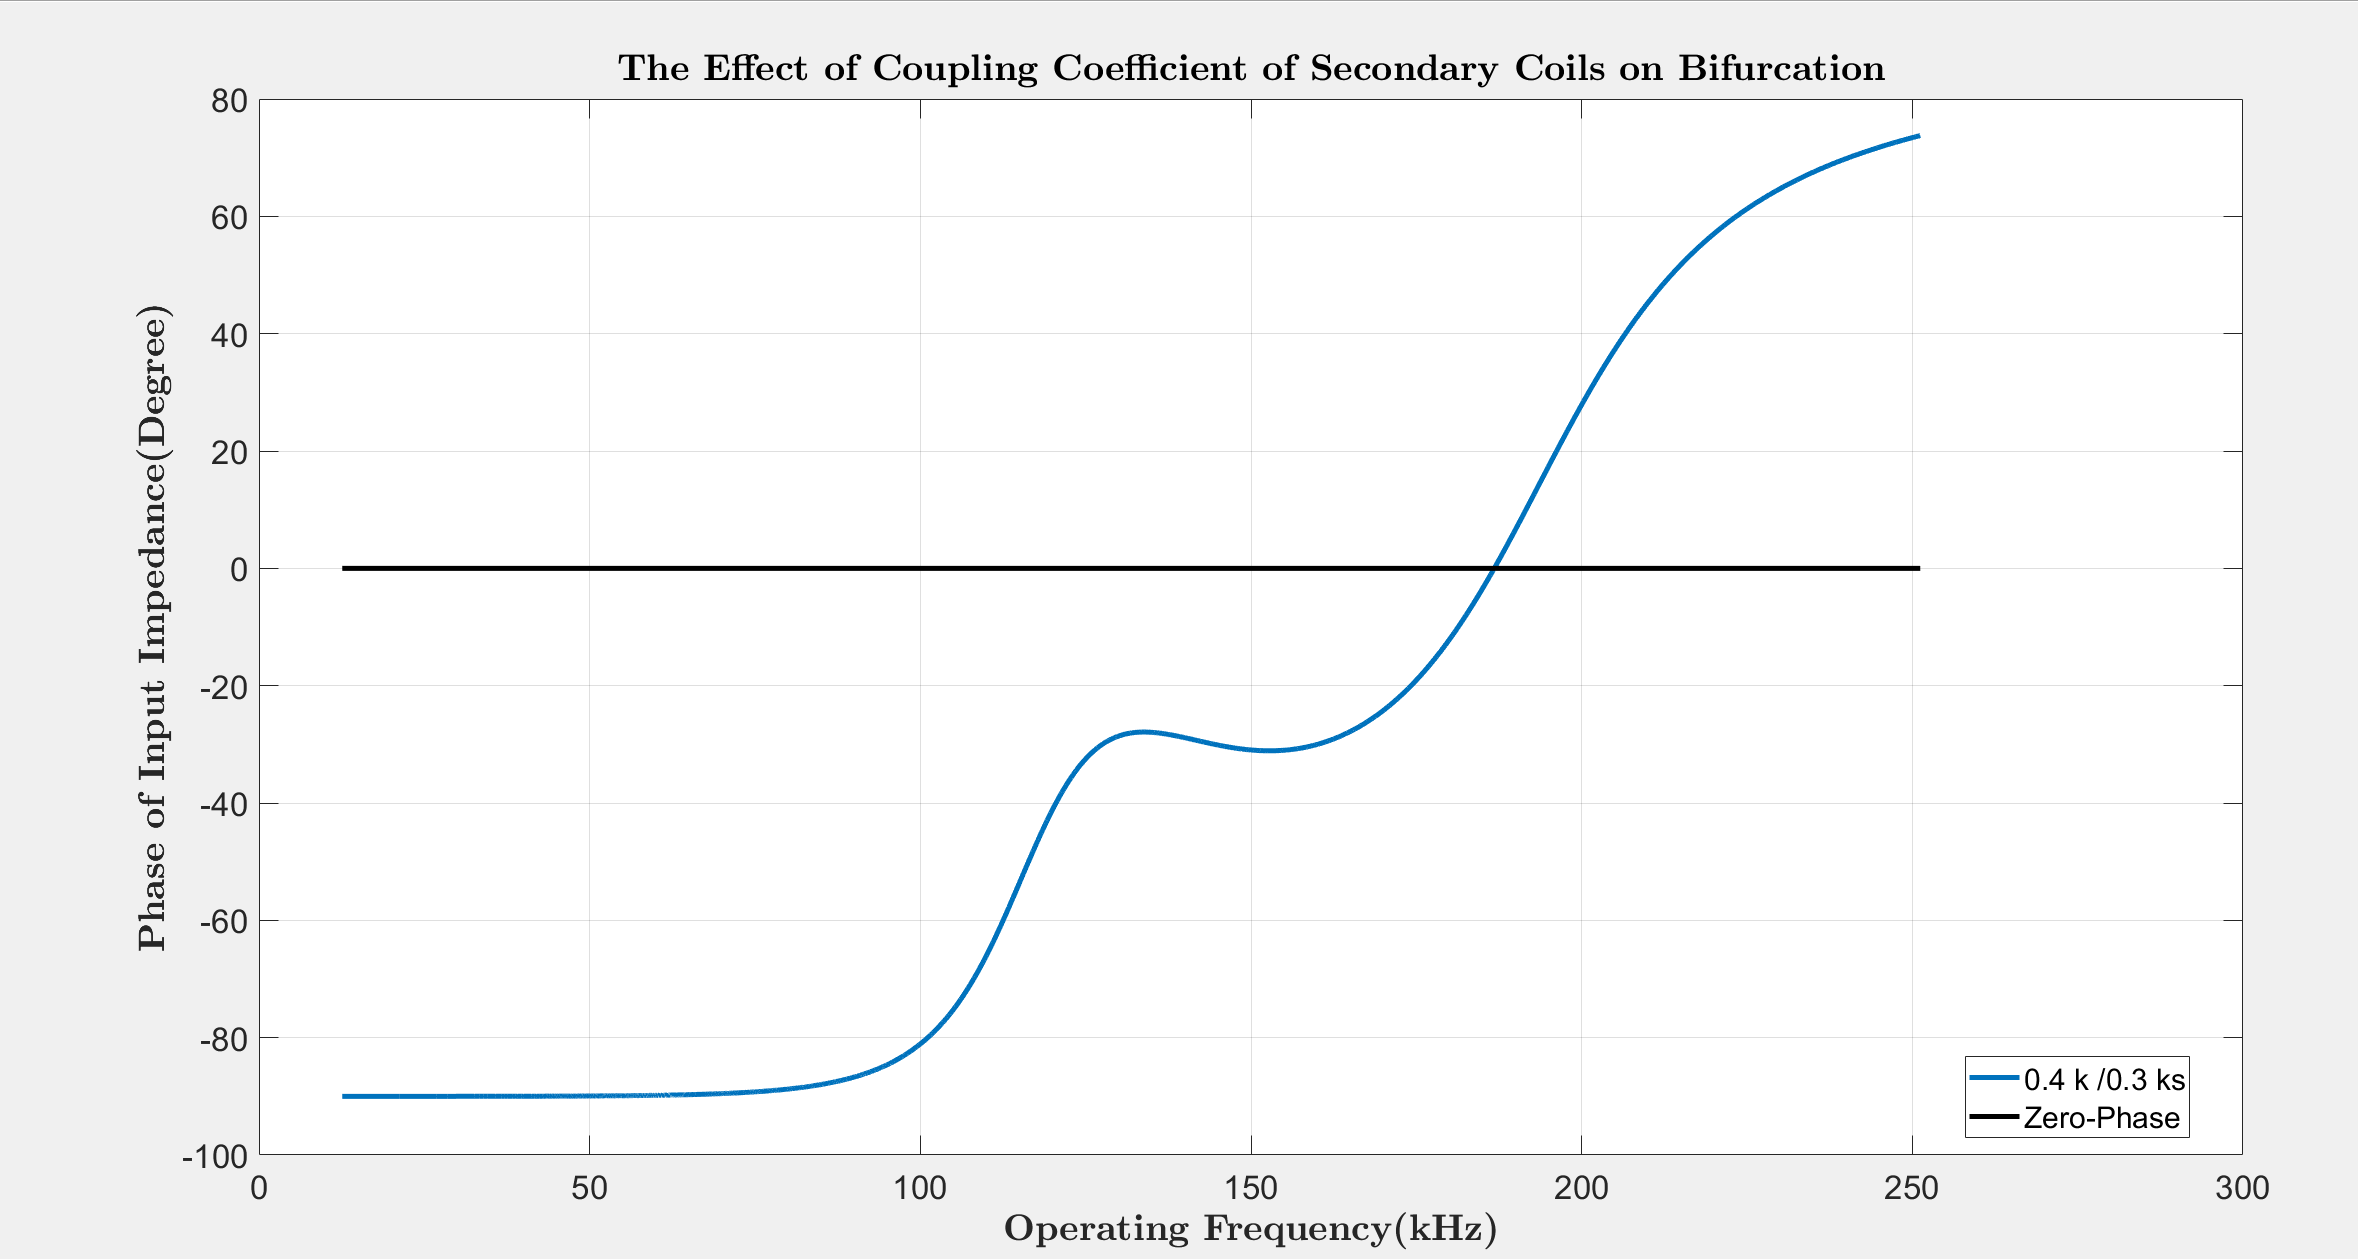 The Effect of Coupling Coefficient of Secondary Coils on Bifurcation
80
60
40
20
0
-20
-40
-60
-80
-100
Phase of Input Impedance(Degree)
0 50 100 150 200 250 300
Operating Frequency(kHz)
0.4 k /0.3 ks
Zero-Phase